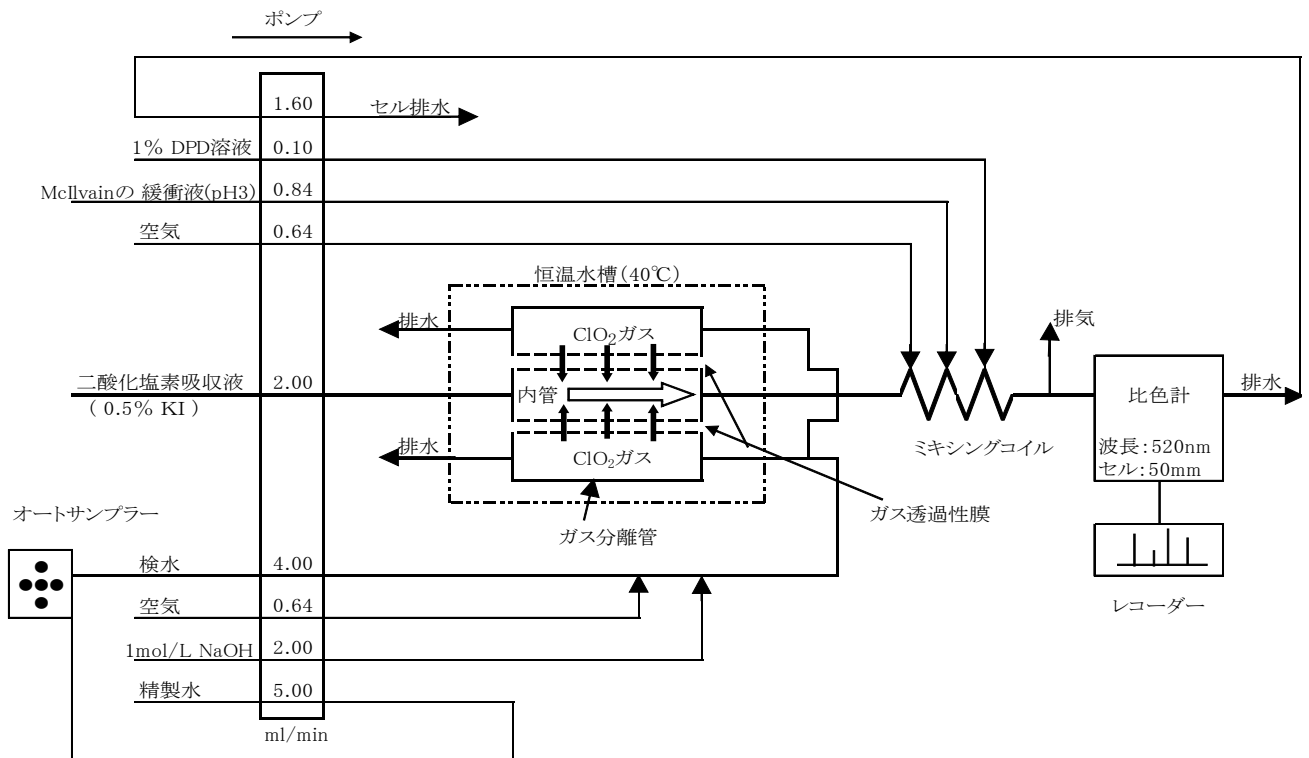 ポンプ
1.60
セル排水
1% DPD溶液
0.10
McIlvainの 緩衝液(pH3)
0.84
空気
0.64
恒温水槽(40℃)
排水
ClO2ガス
排気
二酸化塩素吸収液
2.00
( 0.5% KI )
内管
比色計
排水
波長:520nm
セル:50mm
ミキシングコイル
排水
ClO2ガス
オートサンプラー
ガス分離管
ガス透過性膜
検水
4.00
空気
0.64
レコーダー
1mol/L NaOH
2.00
精製水
5.00
ml/min